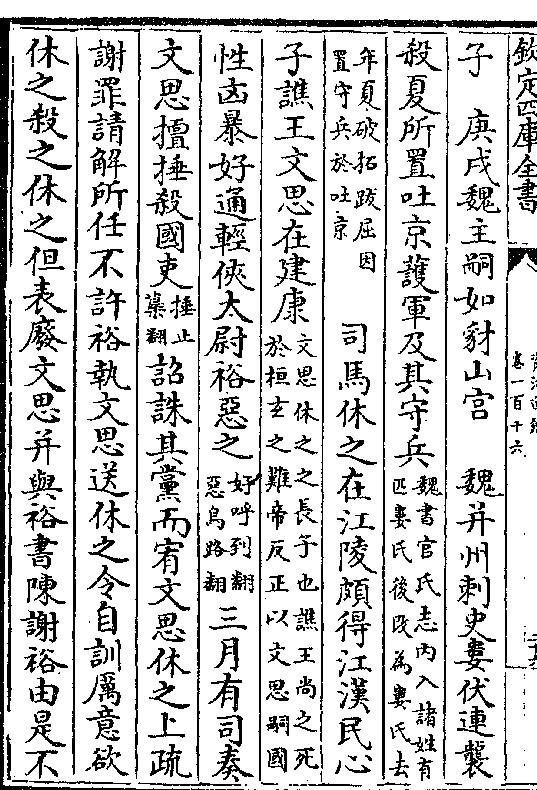 欽定四庫全書
卷一百十六
子　庚戌魏主嗣如豺山宫　魏并州刺史婁伏連襲
殺夏所置吐京護軍及其守兵魏書官氏志内入諸姓有
匹婁氏後改為婁氏去
年夏破拓跋屈因
置守兵於吐京　司馬休之在江陵頗得江漢民心
子譙王文思在建康文思休之之長子也譙王尚之死
於桓玄之難帝反正以文思嗣國
性凶暴好通輕俠太尉裕惡之好呼到翻
惡烏路翻三月有司奏
文思擅捶殺國吏捶止
橤翻詔誅其黨而宥文思休之上疏
謝罪請解所任不許裕執文思送休之令自訓厲意欲
休之殺之休之但表廢文思并與裕書陳謝裕由是不